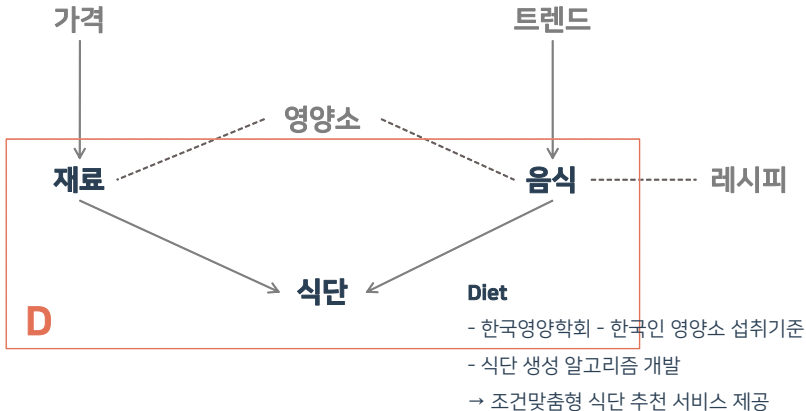 가격
트렌드
영양소
재료
음식
레시피
식단
D
Diet
- 한국영양학회 - 한국인 영양소 섭취기준
- 식단 생성 알고리즘 개발
→ 조건맞춤형 식단 추천 서비스 제공